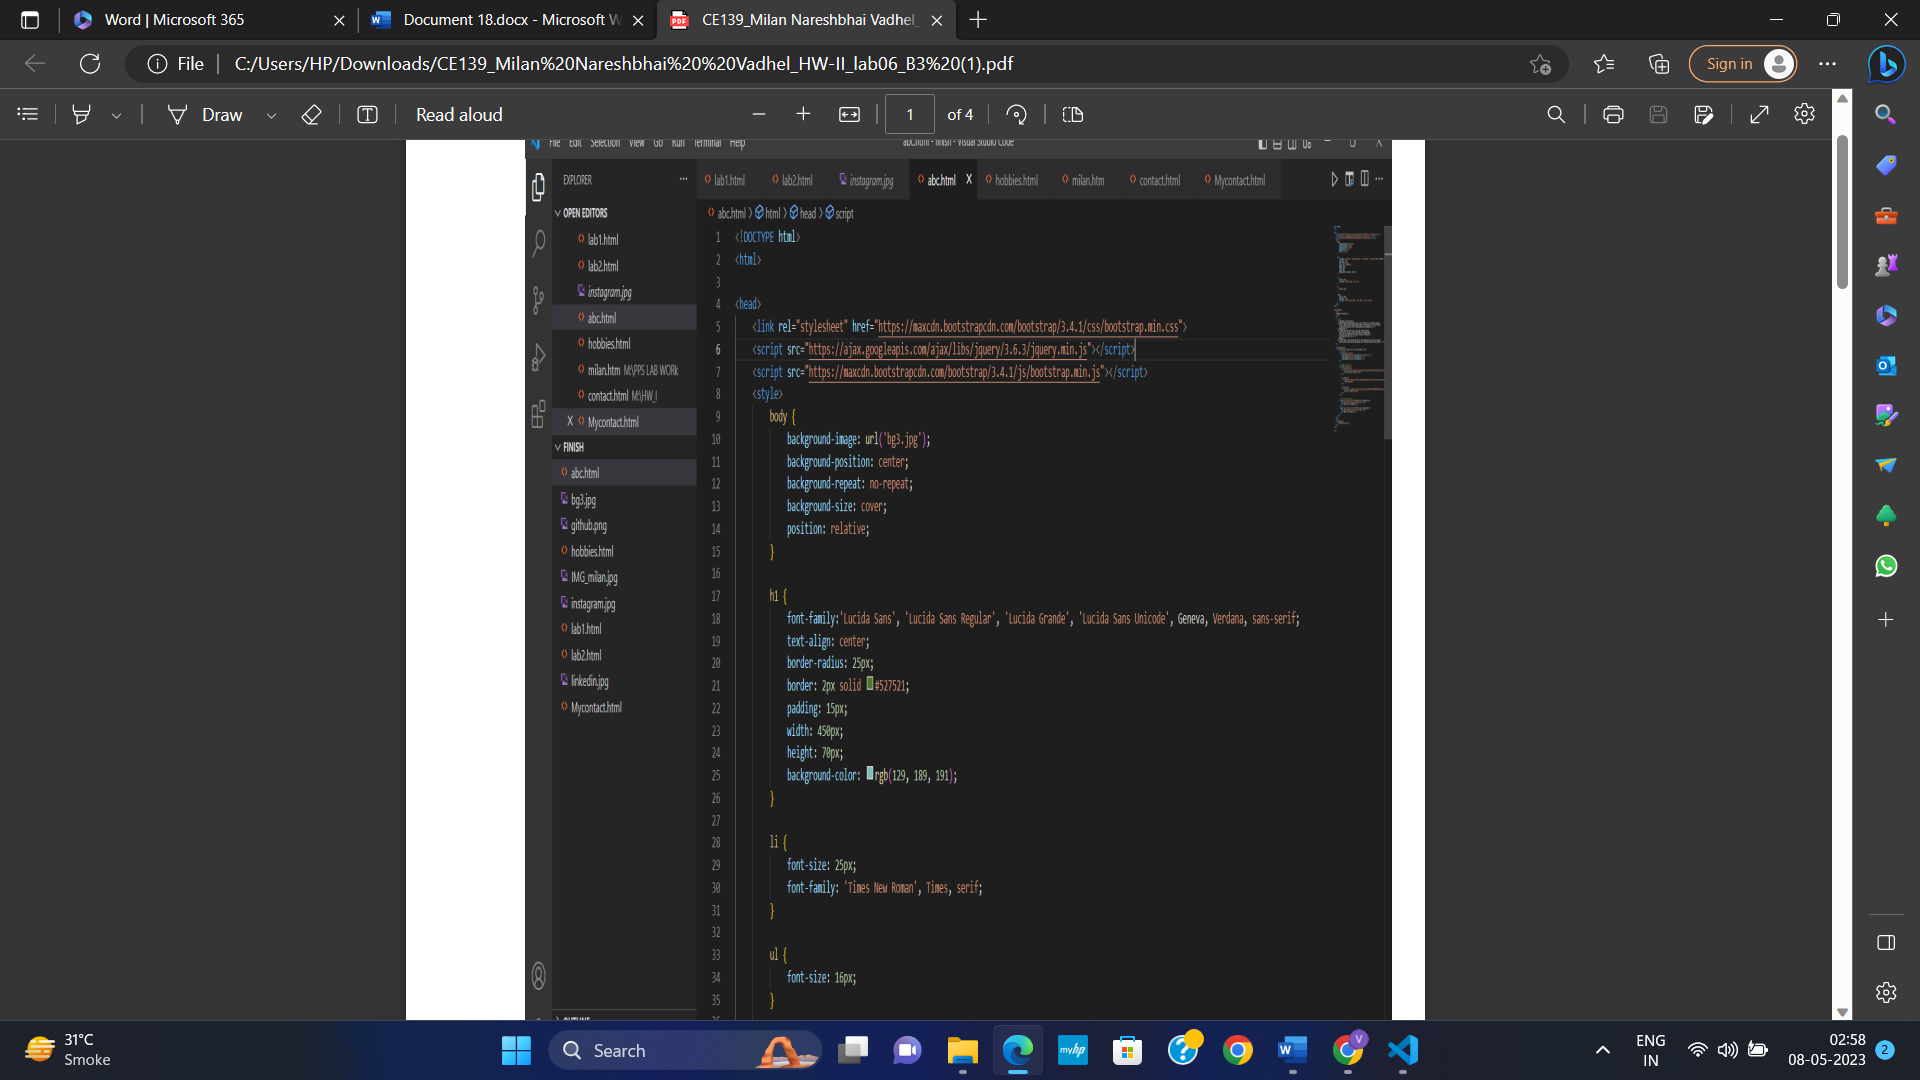 Word | Microsoft 365
Document 18.docx - Microsoft W
CE139_Milan Nareshbhai Vadhel_
File
C:/Users/HP/Downloads/CE139_Milan%20Nareshbhai%20%20Vadhel_HW-II_lab06_B3%20(1).pdf
Sign in
Draw
Read aloud
1 of 4
File Edit Selection View Go Run Terminal Help
abc.html - finish - Visual Studio Code
EXPLORER
lab1.html lab2.html instagram.jpg abc.html X hobbies.html milan.htm contact.html Mycontact.html
abc.html > html > head > script
OPEN EDITORS
lab1.html
lab2.html
instagram.jpg
abc.html
hobbies.html
milan.htm M:\PPS LAB WORK
contact.html M:\HW_I
X Mycontact.html
FINISH
abc.html
bg3.jpg
github.png
hobbies.html
IMG_milan.jpg
instagram.jpg
lab1.html
lab2.html
linkedin.jpg
Mycontact.html
OUTLINE
1 <!DOCTYPE html>
2 <html>
3
4 <head>
5 <link rel="stylesheet" href="https://maxcdn.bootstrapcdn.com/bootstrap/3.4.1/css/bootstrap.min.css">
6 <script src="https://ajax.googleapis.com/ajax/libs/jquery/3.6.3/jquery.min.js"></script>
7 <script src="https://maxcdn.bootstrapcdn.com/bootstrap/3.4.1/js/bootstrap.min.js"></script>
8 <style>
9 body {
10 background-image: url('bg3.jpg');
11 background-position: center;
12 background-repeat: no-repeat;
13 background-size: cover;
14 position: relative;
15 }
16
17 h1 {
18 font-family:'Lucida Sans', 'Lucida Sans Regular', 'Lucida Grande', 'Lucida Sans Unicode', Geneva, Verdana, sans-serif;
19 text-align: center;
20 border-radius: 25px;
21 border: 2px solid #527521;
22 padding: 15px;
23 width: 450px;
24 height: 70px;
25 background-color: rgb(129, 189, 191);
26 }
27
28 li {
29 font-size: 25px;
30 font-family: 'Times New Roman', Times, serif;
31 }
32
33 ul {
34 font-size: 16px;
35 }
31°C
Smoke
Search
myhp
ENG
IN
02:58
08-05-2023
2